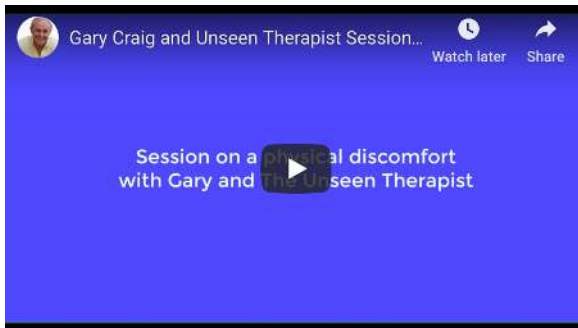 Gary Craig and Unseen Therapist Session...
Watch later
Share
Session on a physical discomfort
with Gary and The Unseen Therapist